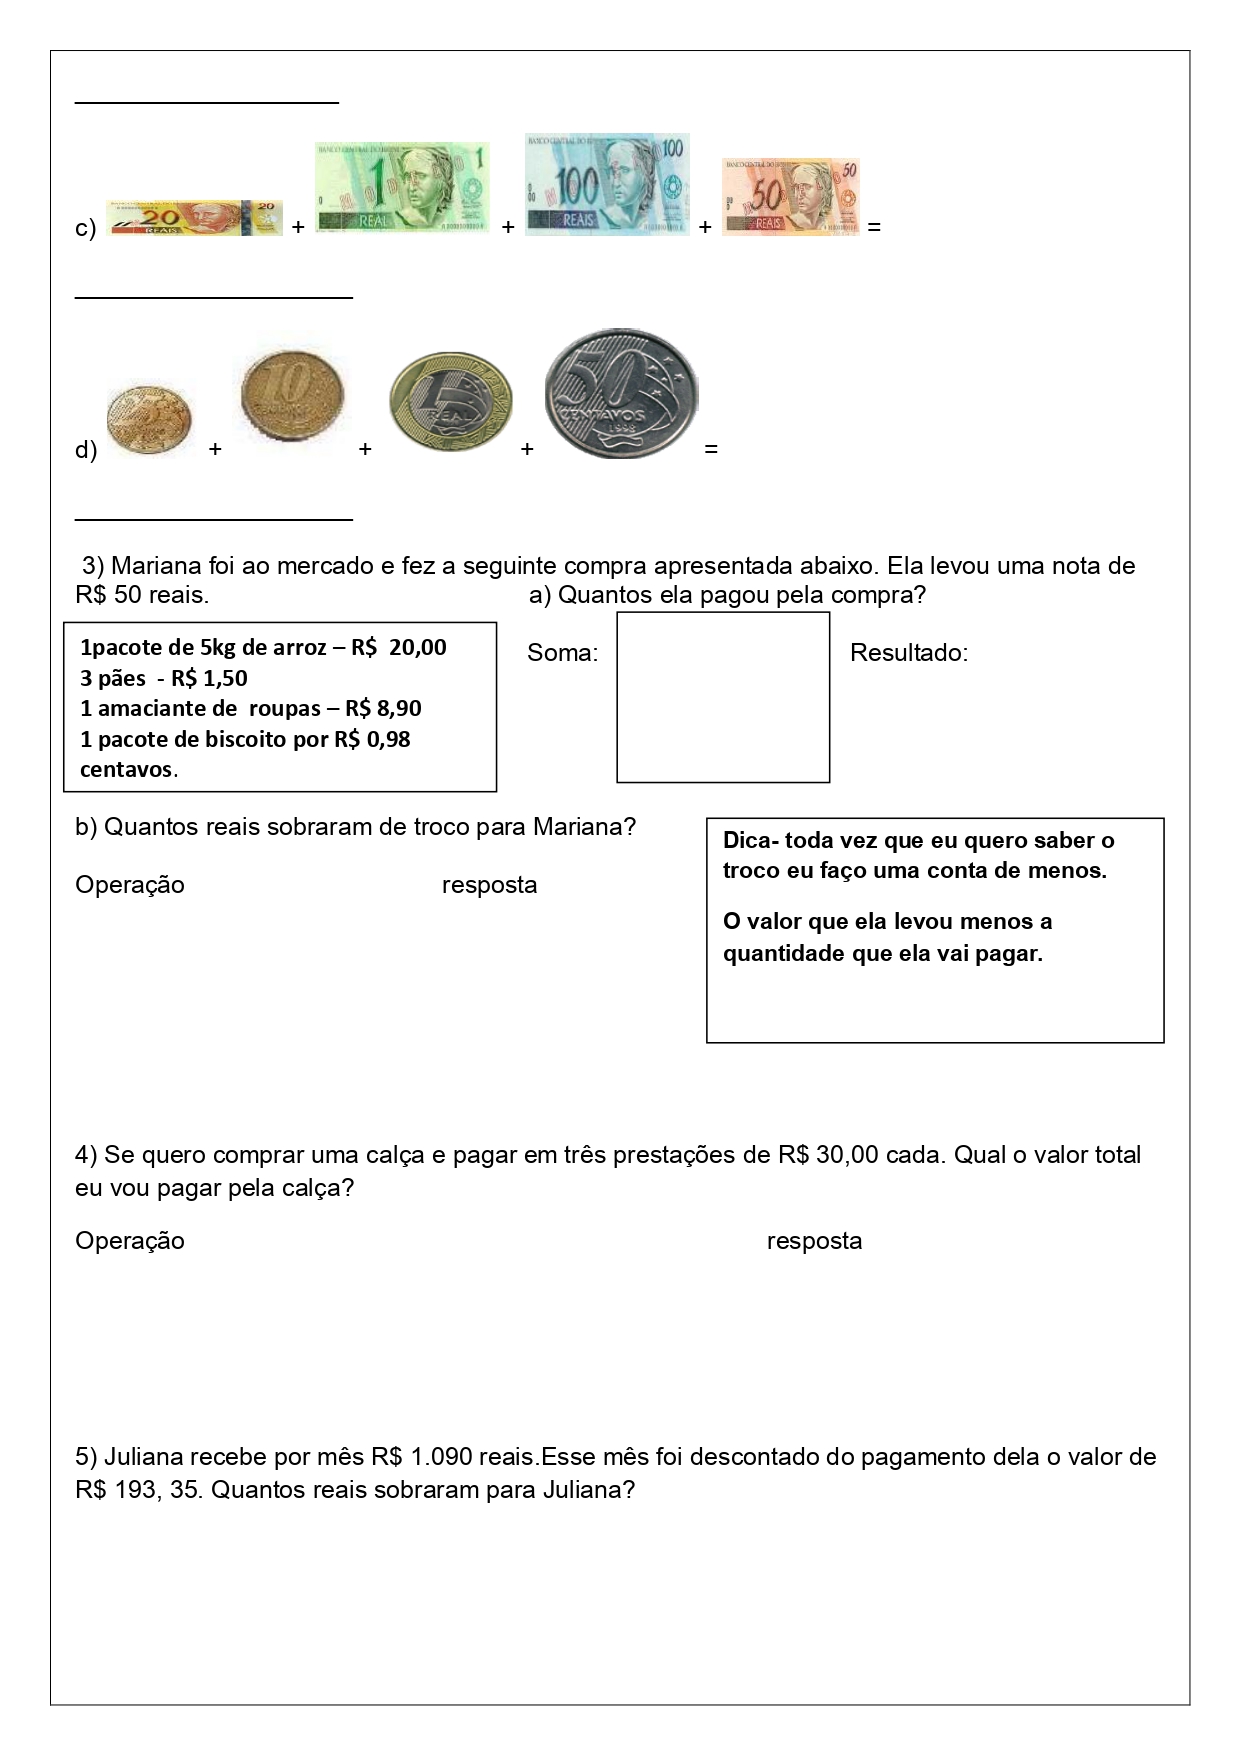 c) 20 REAIS 20 + BANCO CENTRAL DO BRASIL 1 REAL 1 + BANCO CENTRAL DO BRASIL 100 REAIS 100 + BANCO CENTRAL DO 50 REAIS 50 =
d) 5 + 10 CENTAVOS + 1 REAL + 50 CENTAVOS 1998 =
3) Mariana foi ao mercado e fez a seguinte compra apresentada abaixo. Ela levou uma nota de
R$ 50 reais. a) Quantos ela pagou pela compra?
1pacote de 5kg de arroz – R$ 20,00
3 pães - R$ 1,50
1 amaciante de roupas – R$ 8,90
1 pacote de biscoito por R$ 0,98
centavos.
Soma:
Resultado:
b) Quantos reais sobraram de troco para Mariana?
Operação resposta
Dica- toda vez que eu quero saber o
troco eu faço uma conta de menos.
O valor que ela levou menos a
quantidade que ela vai pagar.
4) Se quero comprar uma calça e pagar em três prestações de R$ 30,00 cada. Qual o valor total
eu vou pagar pela calça?
Operação resposta
5) Juliana recebe por mês R$ 1.090 reais.Esse mês foi descontado do pagamento dela o valor de
R$ 193, 35. Quantos reais sobraram para Juliana?